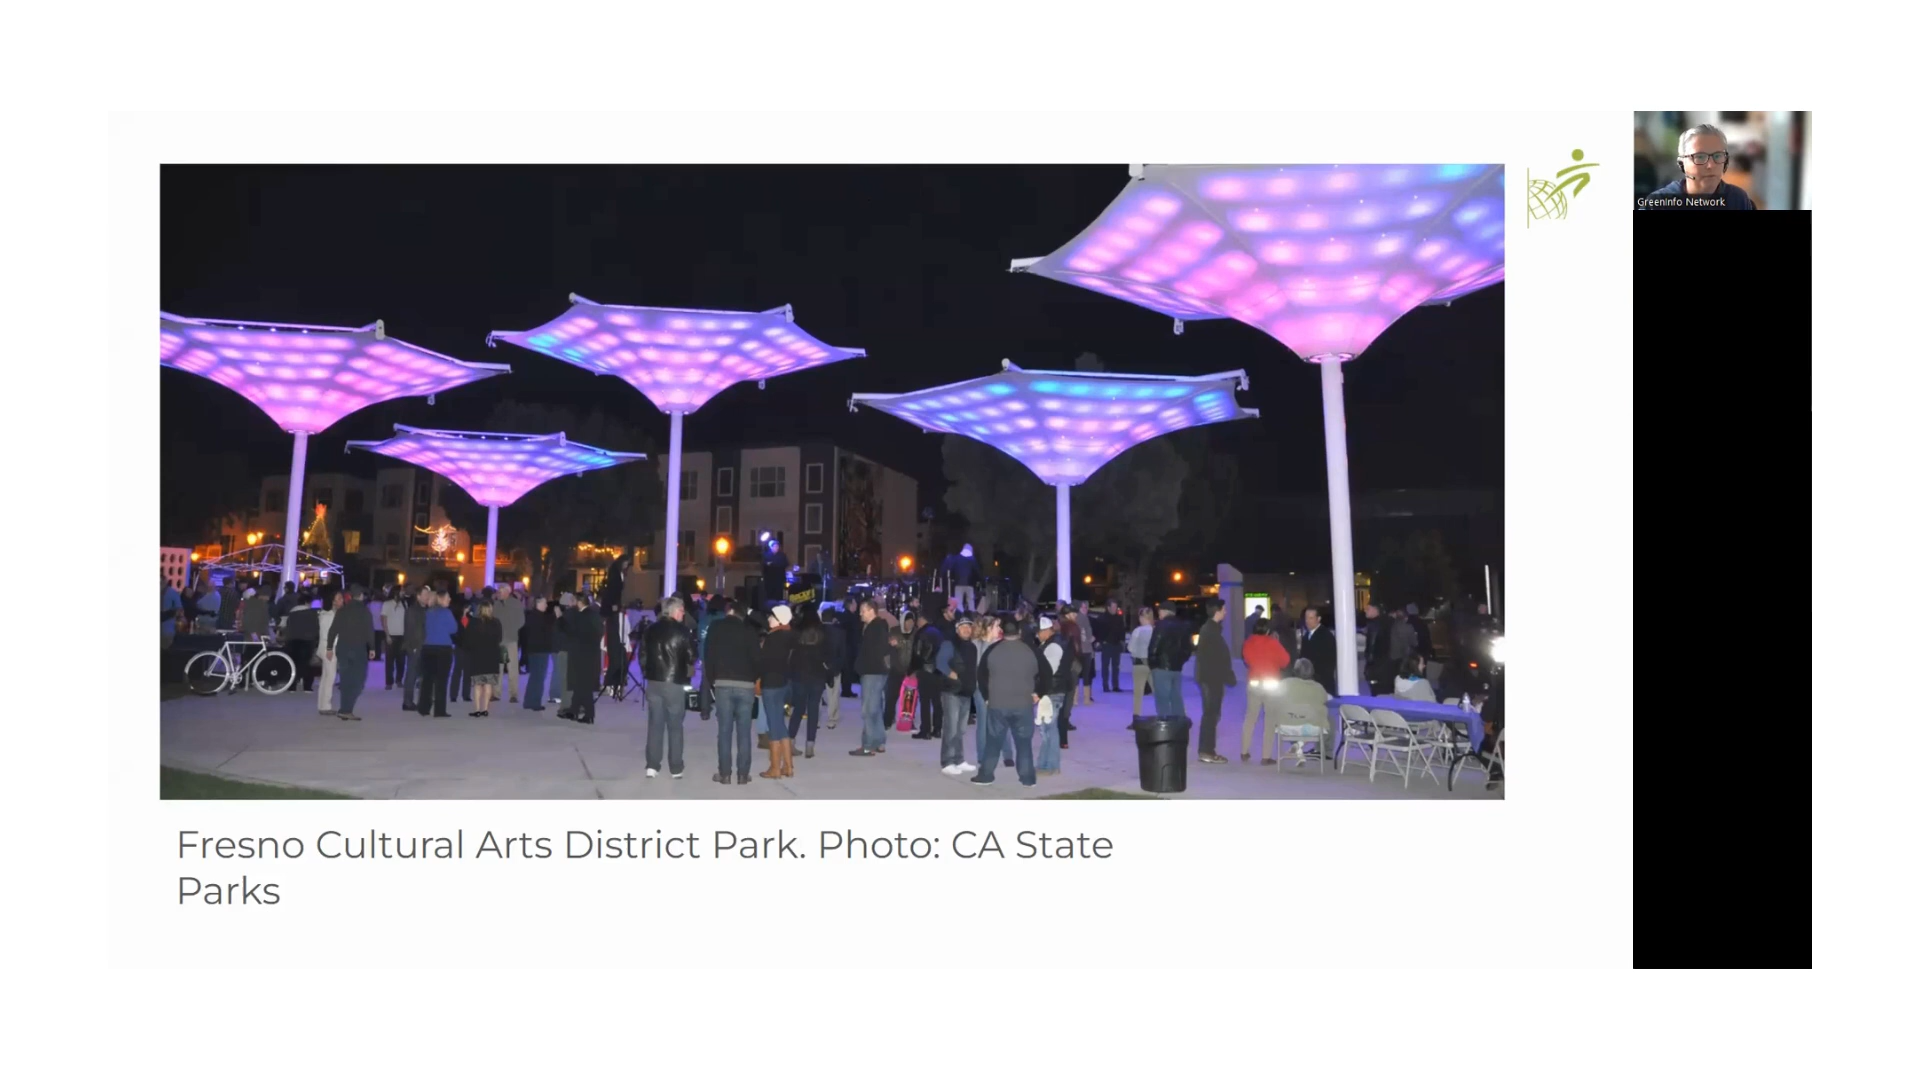 GreenInfo Network
Fresno Cultural Arts District Park. Photo: CA State
Parks